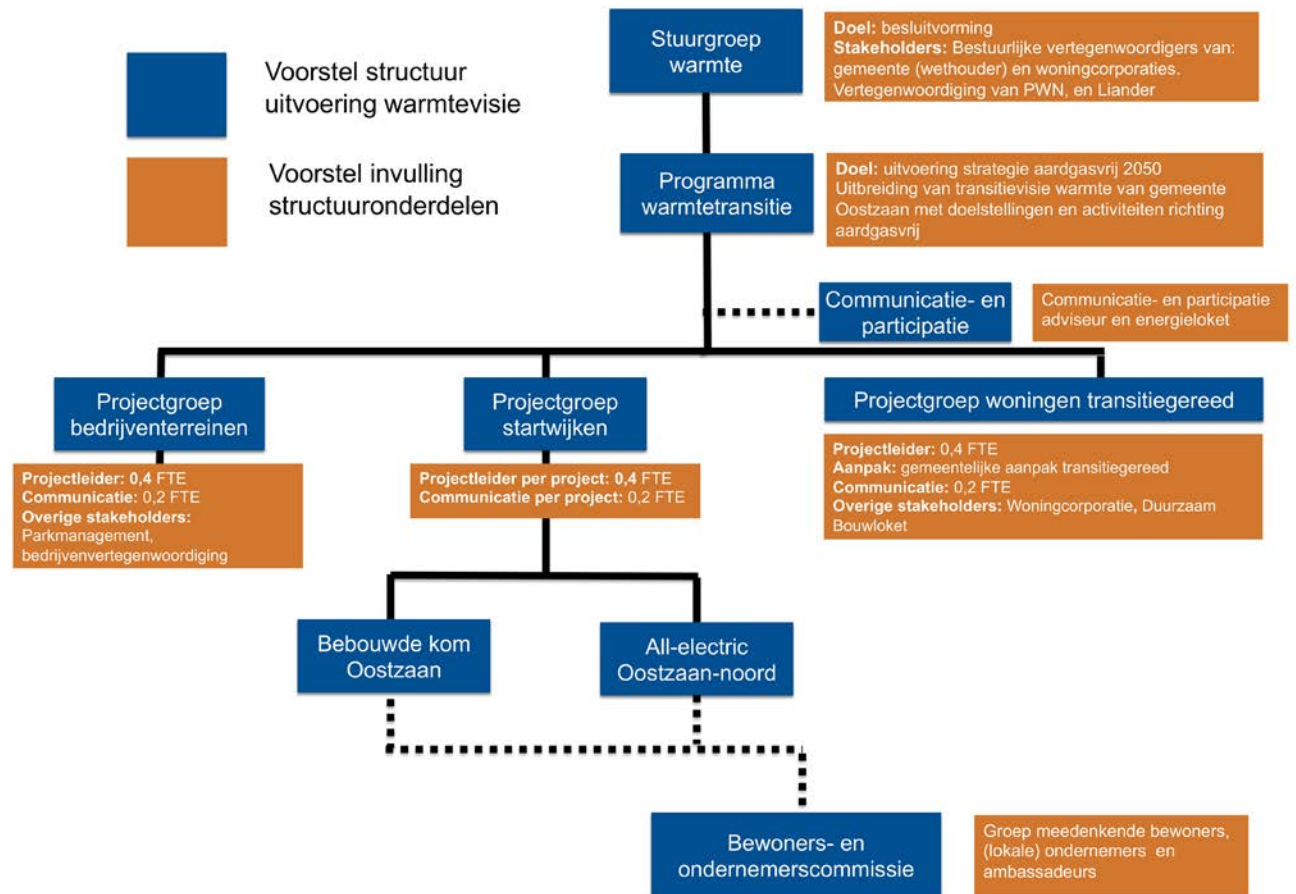 Voorstel structuur
uitvoering warmtevisie
Voorstel invulling
structuuronderdelen
Stuurgroep
warmte
Doel: besluitvorming
Stakeholders: Bestuurlijke vertegenwoordigers van:
gemeente (wethouder) en woningcorporaties.
Vertegenwoordiging van PWN, en Liander
Programma
warmtetransitie
Doel: uitvoering strategie aardgasvrij 2050
Uitbreiding van transitievisie warmte van gemeente
Oostzaan met doelstellingen en activiteiten richting
aardgasvrij
Communicatie- en
participatie
Communicatie- en participatie
adviseur en energieloket
Projectgroep
bedrijventerreinen
Projectleider: 0,4 FTE
Communicatie: 0,2 FTE
Overige stakeholders:
Parkmanagement,
bedrijvenvertegenwoordiging
Projectgroep
startwijken
Projectleider per project: 0,4 FTE
Communicatie per project: 0,2 FTE
Projectgroep woningen transitiegereed
Projectleider: 0,4 FTE
Aanpak: gemeentelijke aanpak transitiegereed
Communicatie: 0,2 FTE
Overige stakeholders: Woningcorporatie, Duurzaam
Bouwloket
Bebouwde kom
Oostzaan
All-electric
Oostzaan-noord
Bewoners- en
ondernemerscommissie
Groep meedenkende bewoners,
(lokale) ondernemers en
ambassadeurs